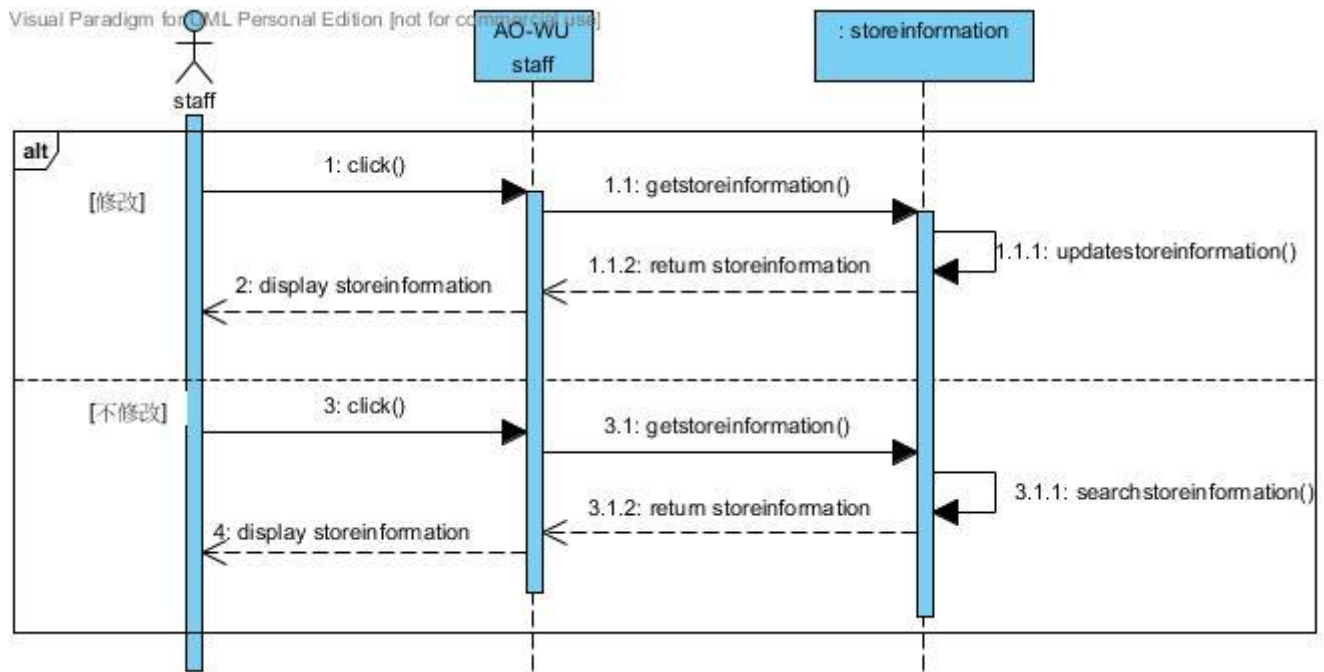 Visual Paradigm for UML Personal Edition [not for commercial use]
staff
AO-WU
staff
: storeinformation
alt
[修改]
1: click()
1.1: getstoreinformation()
1.1.1: updatestoreinformation()
1.1.2: return storeinformation
2: display storeinformation
[不修改]
3: click()
3.1: getstoreinformation()
3.1.1: searchstoreinformation()
3.1.2: return storeinformation
4: display storeinformation